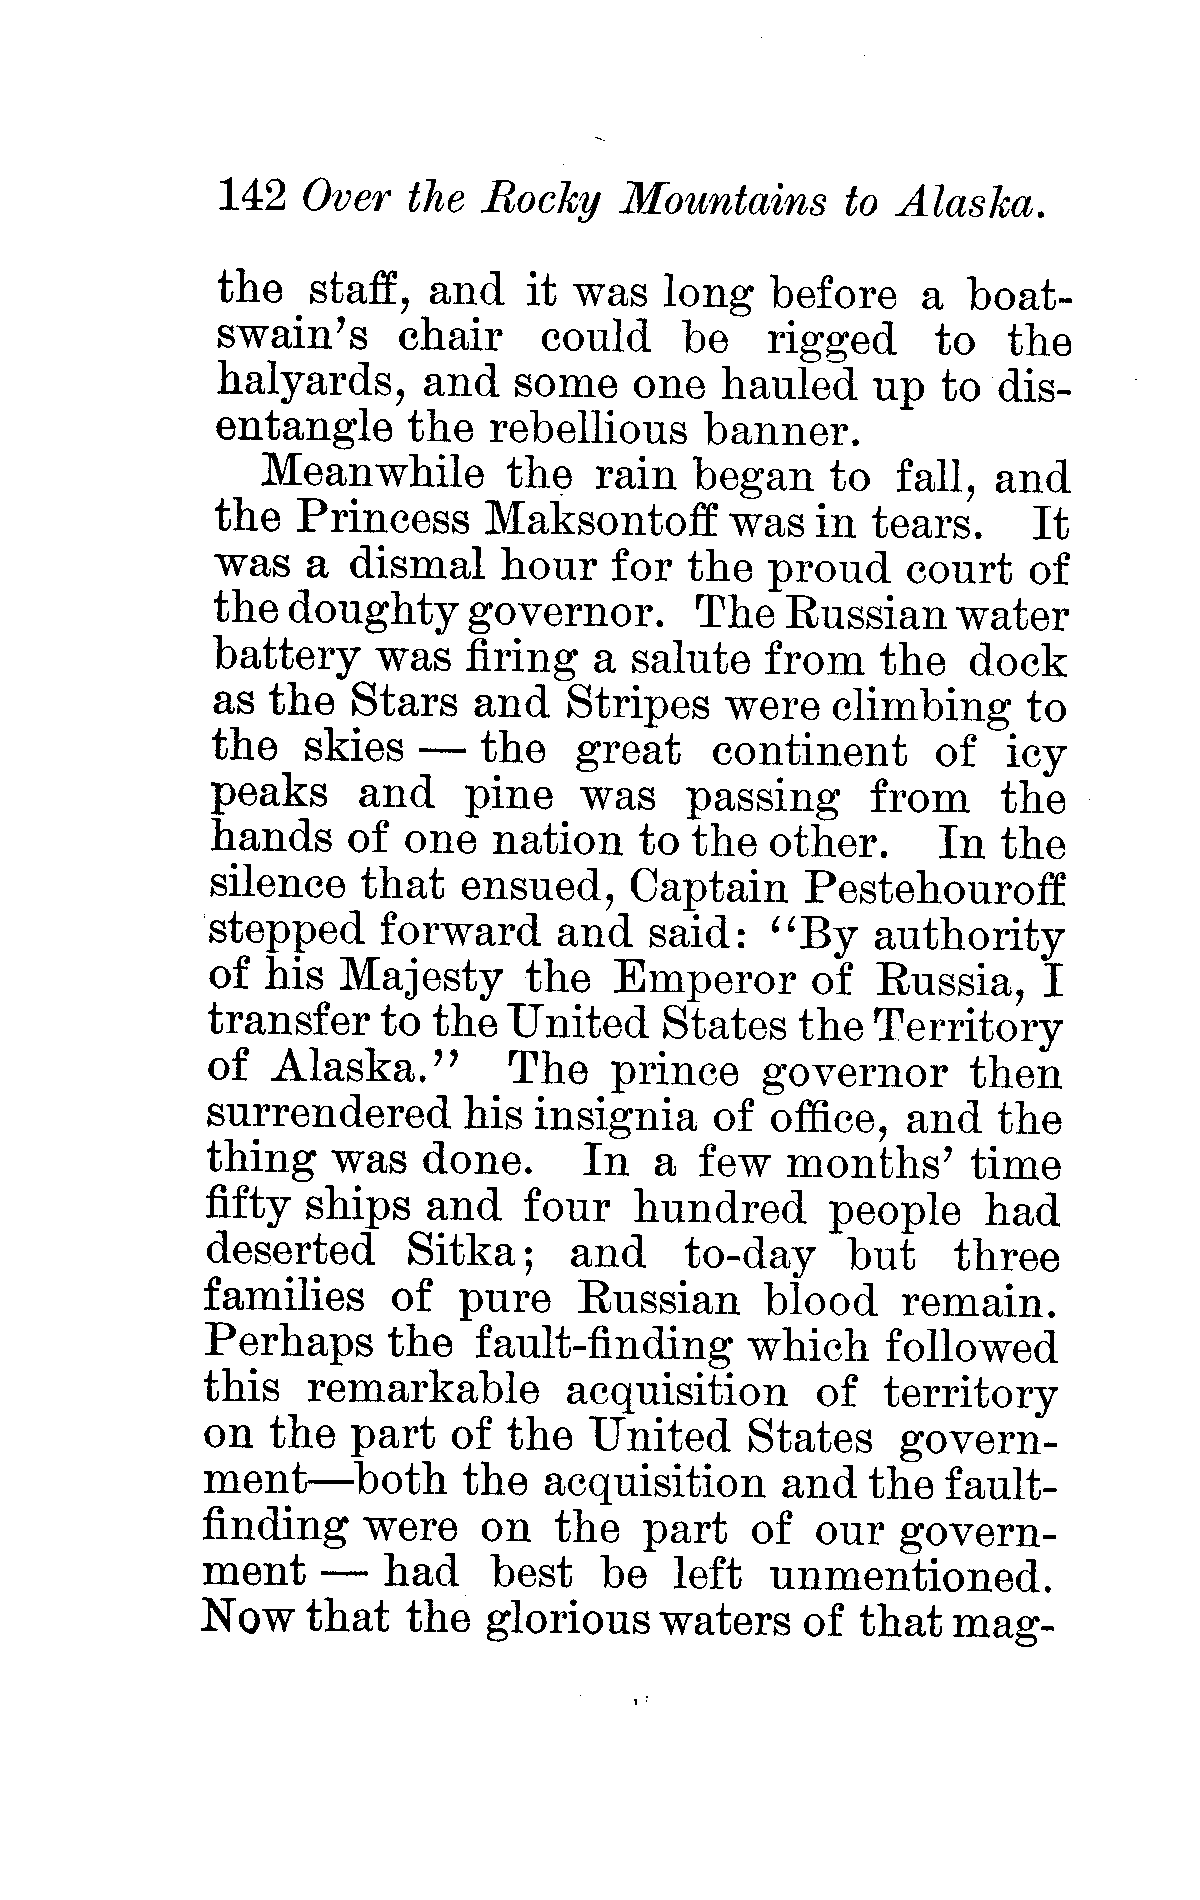 142 Over the Rocky Mountains to Alaska.
the staff, and it was long before a boat-
swain's chair could be rigged to the
halyards, and some one hauled up to dis-
entangle the rebellious banner.
Meanwhile the rain began to fall, and
the Princess Maksontoff was in tears. It
was a dismal hour for the proud court of
the doughty governor. The Russian water
battery was firing a salute from the dock
as the Stars and Stripes were climbing to
the skies — the great continent of icy
peaks and pine was passing from the
hands of one nation to the other. In the
silence that ensued, Captain Pestehouroff
stepped forward and said: "By authority
of his Majesty the Emperor of Russia, I
transfer to the United States the Territory
of Alaska." The prince governor then
surrendered his insignia of office, and the
thing was done. In a few months' time
fifty ships and four hundred people had
deserted Sitka; and to-day but three
families of pure Russian blood remain.
Perhaps the fault-finding which followed
this remarkable acquisition of territory
on the part of the United States govern-
ment—both the acquisition and the fault-
finding were on the part of our govern-
ment — had best be left unmentioned.
Now that the glorious waters of that mag-